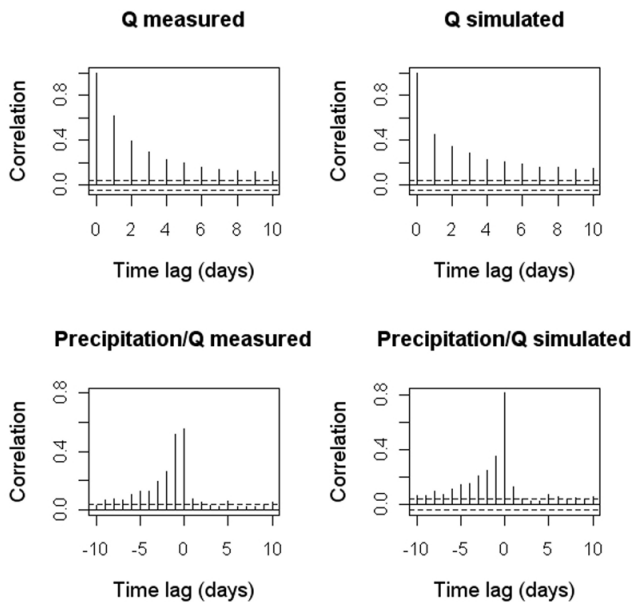 Q measured
Correlation
0.0 0.4 0.8
0 2 4 6 8 10
Time lag (days)
Q simulated
Correlation
0.0 0.4 0.8
0 2 4 6 8 10
Time lag (days)
Precipitation/Q measured
Correlation
0.0 0.4 0.8
-10 -5 0 5 10
Time lag (days)
Precipitation/Q simulated
Correlation
0.0 0.4 0.8
-10 -5 0 5 10
Time lag (days)